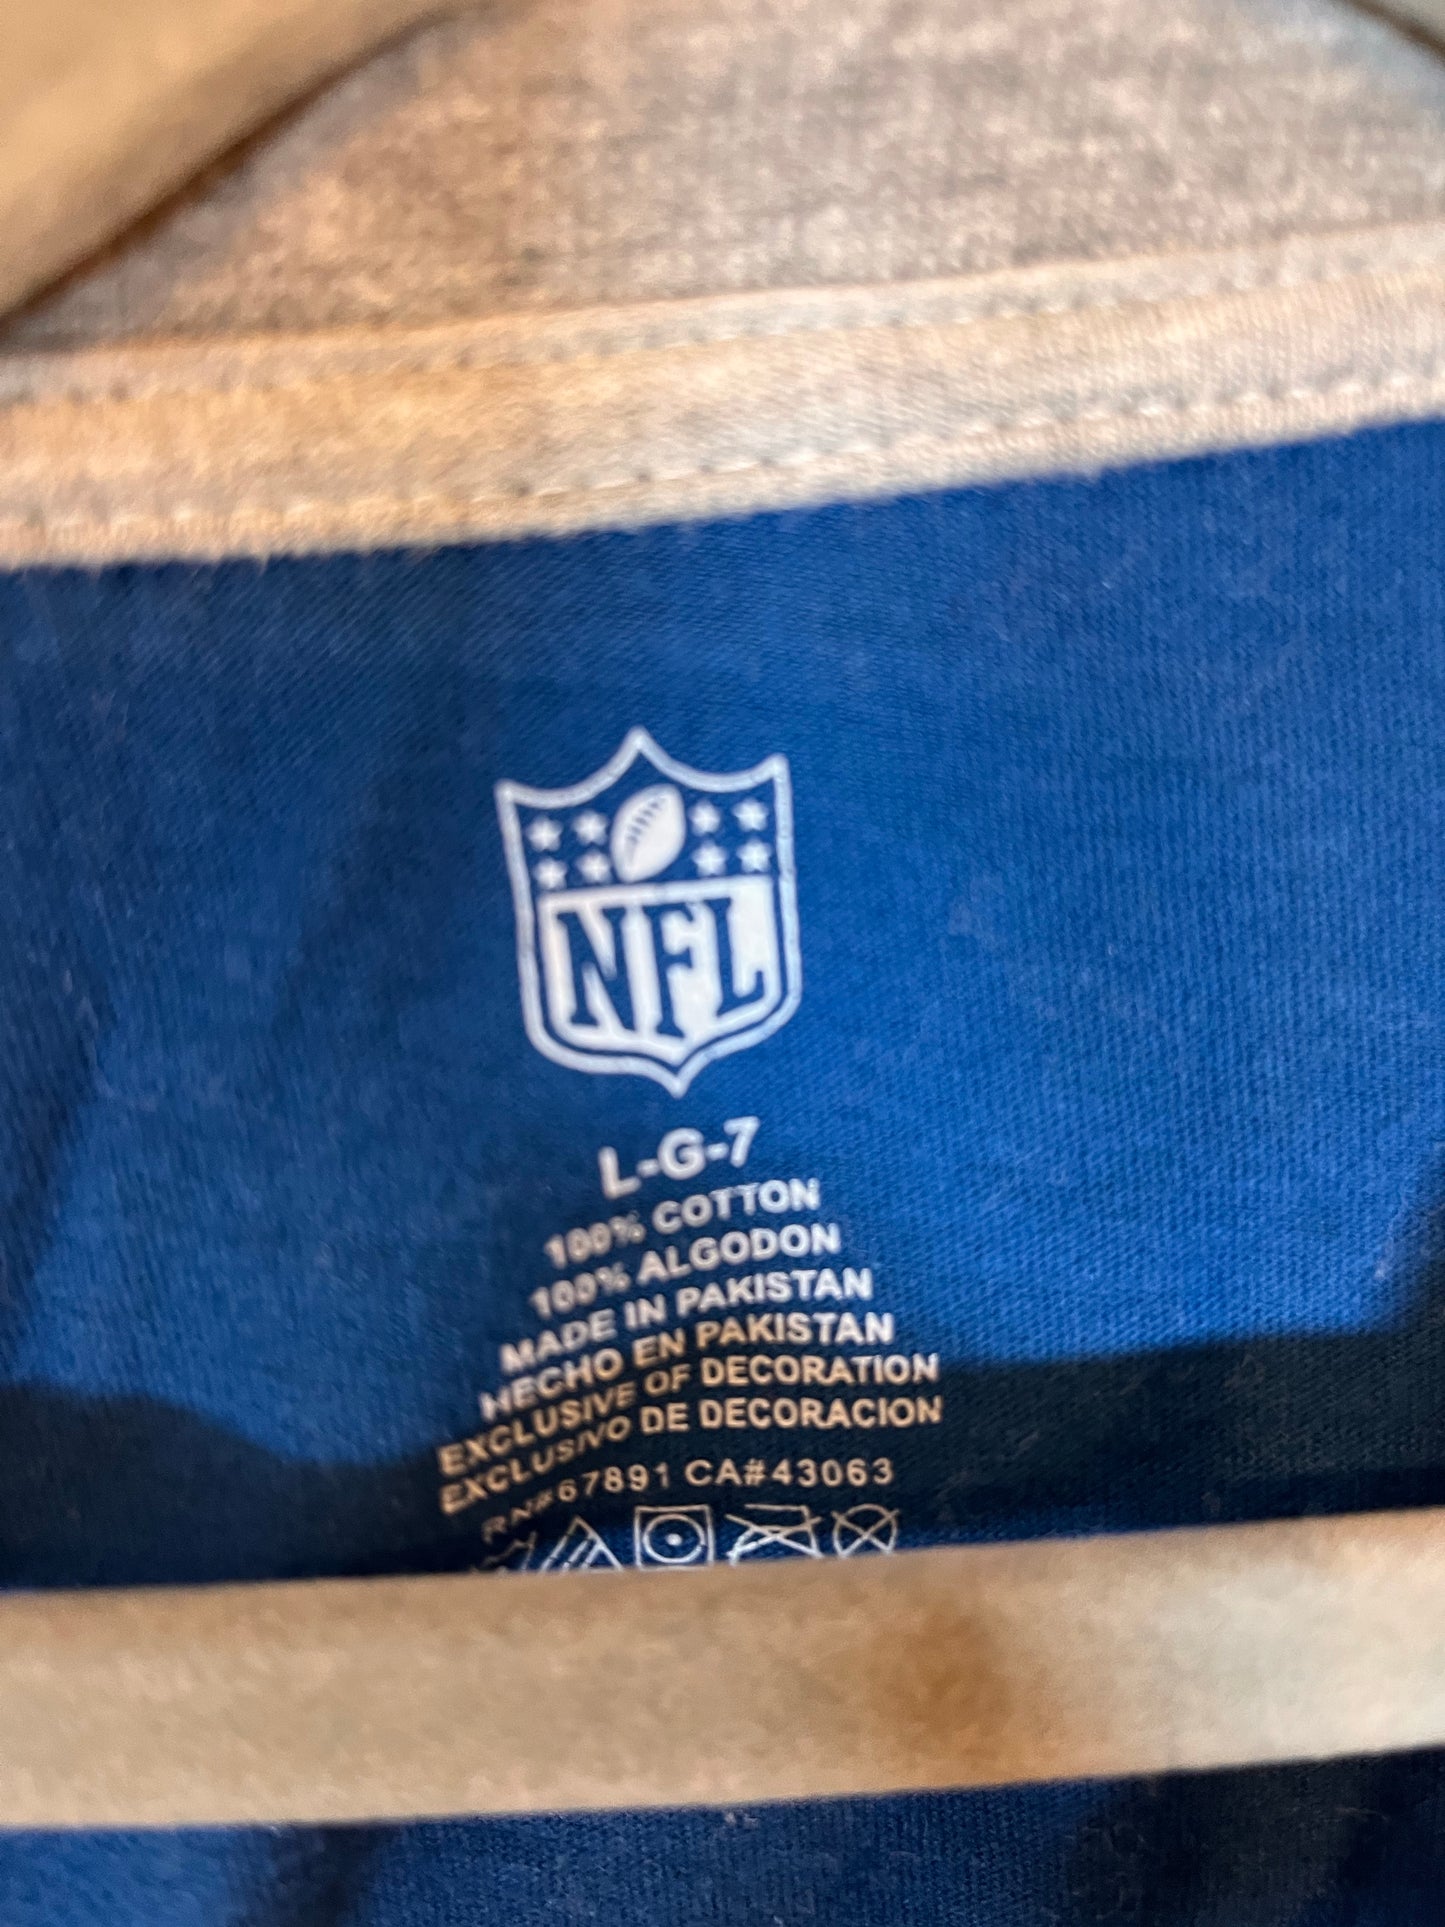 NFL
L-G-7
100% COTTON
100% ALGODON
MADE IN PAKISTAN
HECHO EN PAKISTAN
EXCLUSIVE OF DECORATION
EXCLUSIVO DE DECORACION
RN#67891 CA#43063